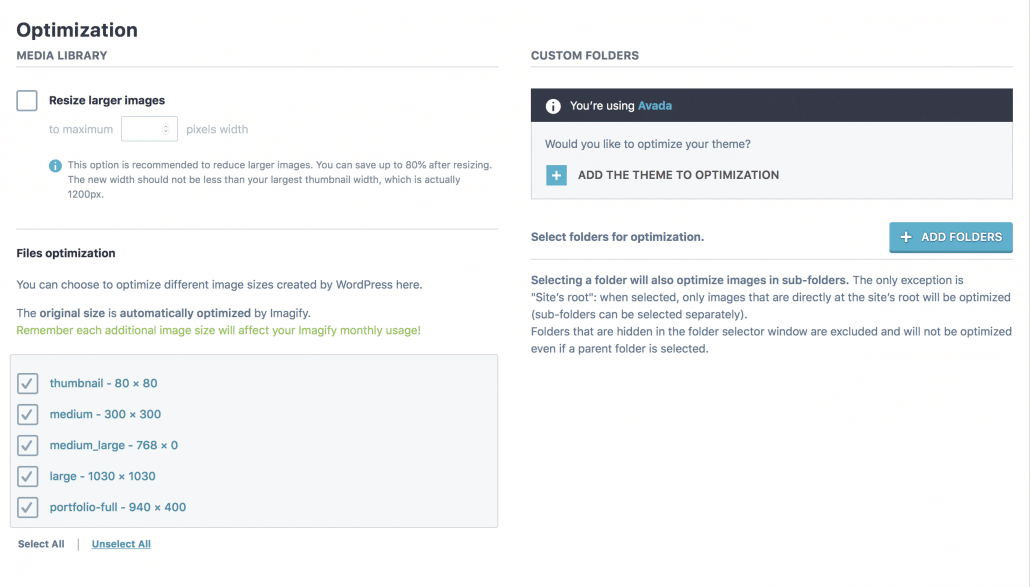 Optimization
MEDIA LIBRARY
Resize larger images
to maximum pixels width
This option is recommended to reduce larger images. You can save up to 80% after resizing.
The new width should not be less than your largest thumbnail width, which is actually
1200px.
Files optimization
You can choose to optimize different image sizes created by WordPress here.
The original size is automatically optimized by Imagify.
Remember each additional image size will affect your Imagify monthly usage!
thumbnail - 80 × 80
medium - 300 × 300
medium_large - 768 × 0
large - 1030 × 1030
portfolio-full - 940 × 400
Select All | Unselect All
CUSTOM FOLDERS
You're using Avada
Would you like to optimize your theme?
ADD THE THEME TO OPTIMIZATION
Select folders for optimization.
ADD FOLDERS
Selecting a folder will also optimize images in sub-folders. The only exception is
"Site's root": when selected, only images that are directly at the site's root will be optimized
(sub-folders can be selected separately).
Folders that are hidden in the folder selector window are excluded and will not be optimized
even if a parent folder is selected.